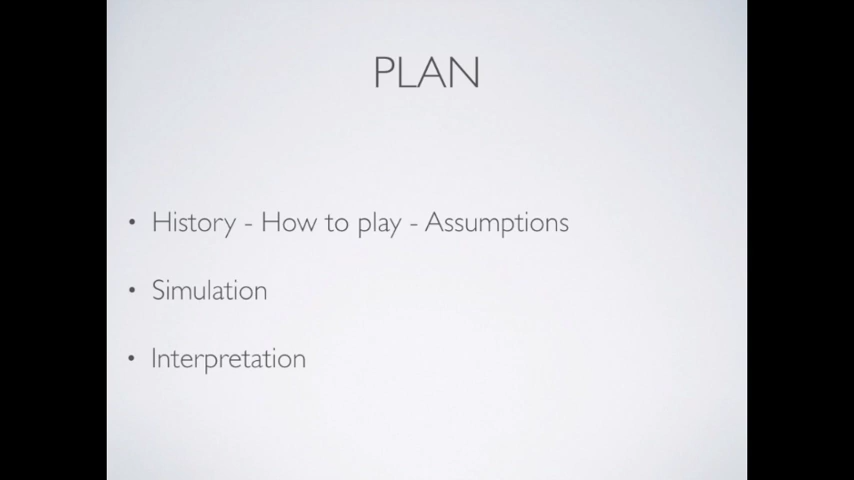 PLAN
• History - How to play - Assumptions
• Simulation
• Interpretation